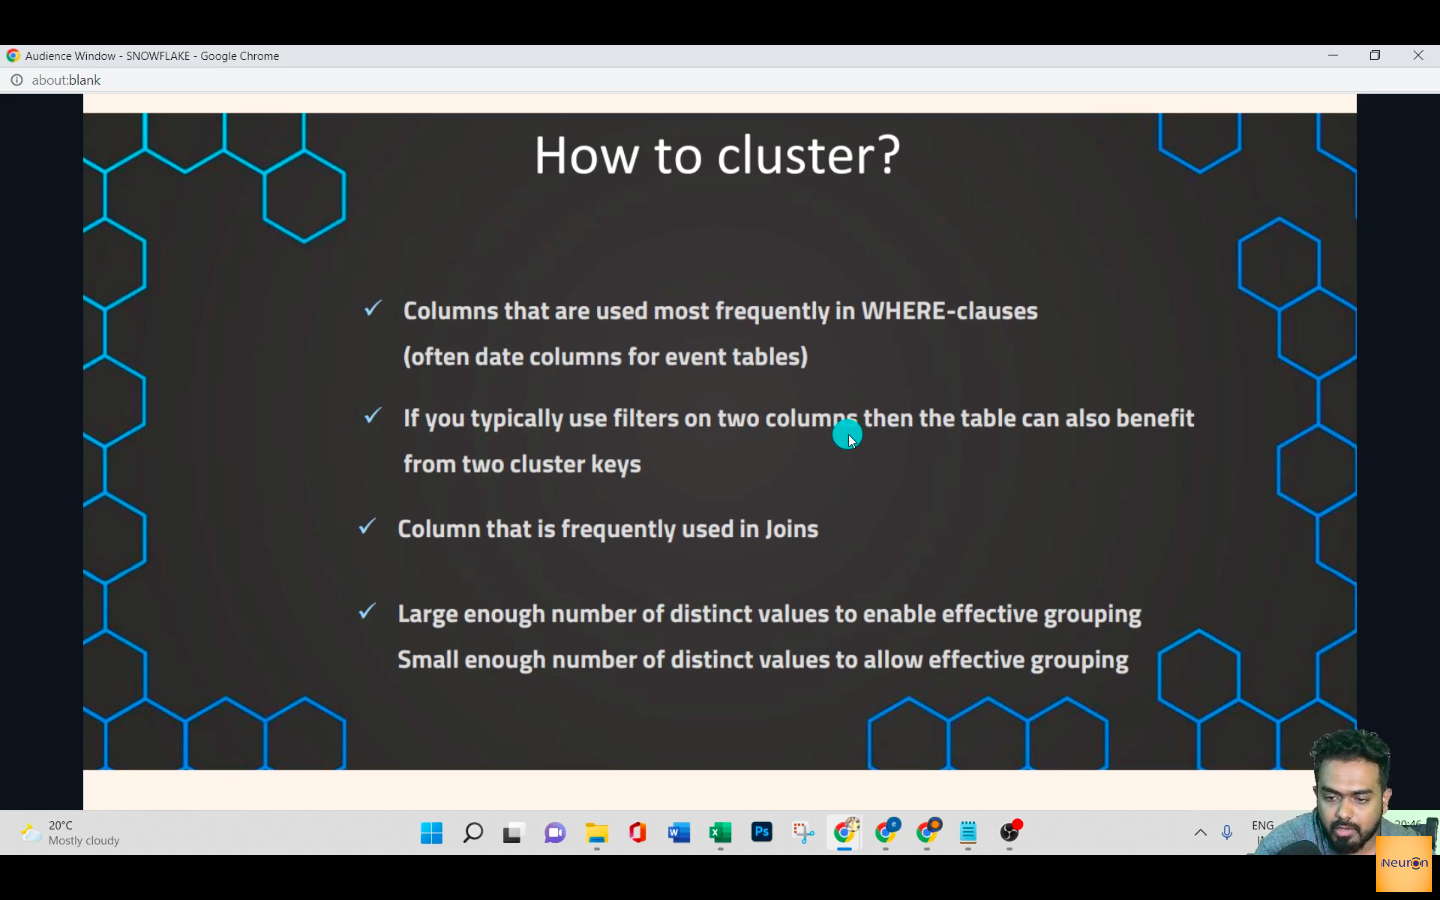 Audience Window - SNOWFLAKE - Google Chrome
about:blank
How to cluster?
Columns that are used most frequently in WHERE-clauses
(often date columns for event tables)
If you typically use filters on two columns then the table can also benefit
from two cluster keys
Column that is frequently used in Joins
Large enough number of distinct values to enable effective grouping
Small enough number of distinct values to allow effective grouping
20°C
Mostly cloudy
W
X
Ps
ENG
20:46
Neuron